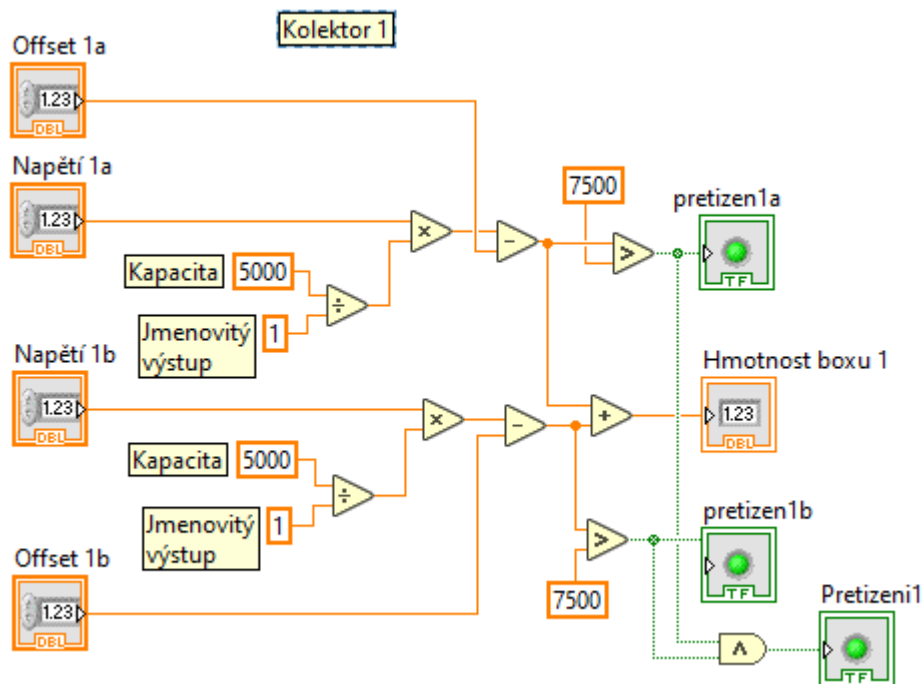 Kolektor 1
Offset 1a
1.23
DBL
Napětí 1a
1.23
DBL
7500
pretizen1a
TF
×
−
>
Kapacita
5000
÷
Jmenovitý
výstup
1
Napětí 1b
1.23
DBL
Hmotnost boxu 1
1.23
DBL
×
−
+
Kapacita
5000
÷
Jmenovitý
výstup
1
>
7500
pretizen1b
TF
Offset 1b
1.23
DBL
Pretizeni1
TF
∧